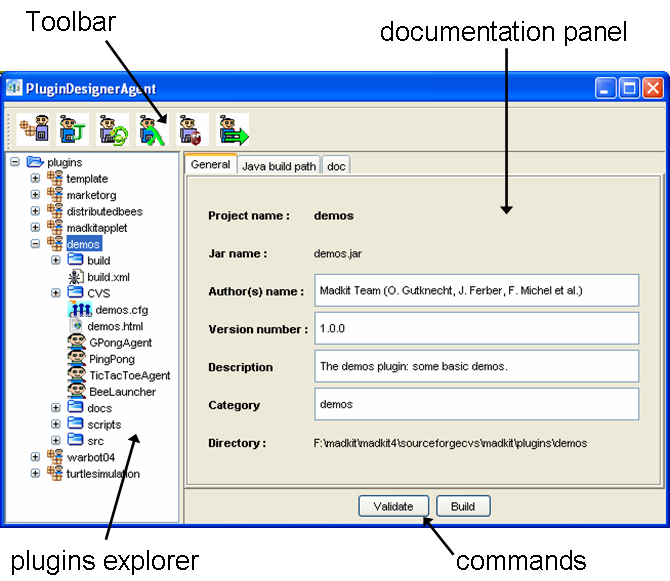 Toolbar
documentation panel
PluginDesignerAgent
plugins
template
marketorg
distributedbees
madkitapplet
demos
build
build.xml
CVS
demos.cfg
demos.html
GPongAgent
PingPong
TicTacToeAgent
BeeLauncher
docs
scripts
src
warbot04
turtlesimulation
General
Java build path
doc
Project name :
demos
Jar name :
demos.jar
Author(s) name :
Madkit Team (O. Gutknecht, J. Ferber, F. Michel et al.)
Version number :
1.0.0
Description
The demos plugin: some basic demos.
Category
demos
Directory :
F:\madkit\madkit4\sourceforgecvs\madkit\plugins\demos
Validate
Build
plugins explorer
commands